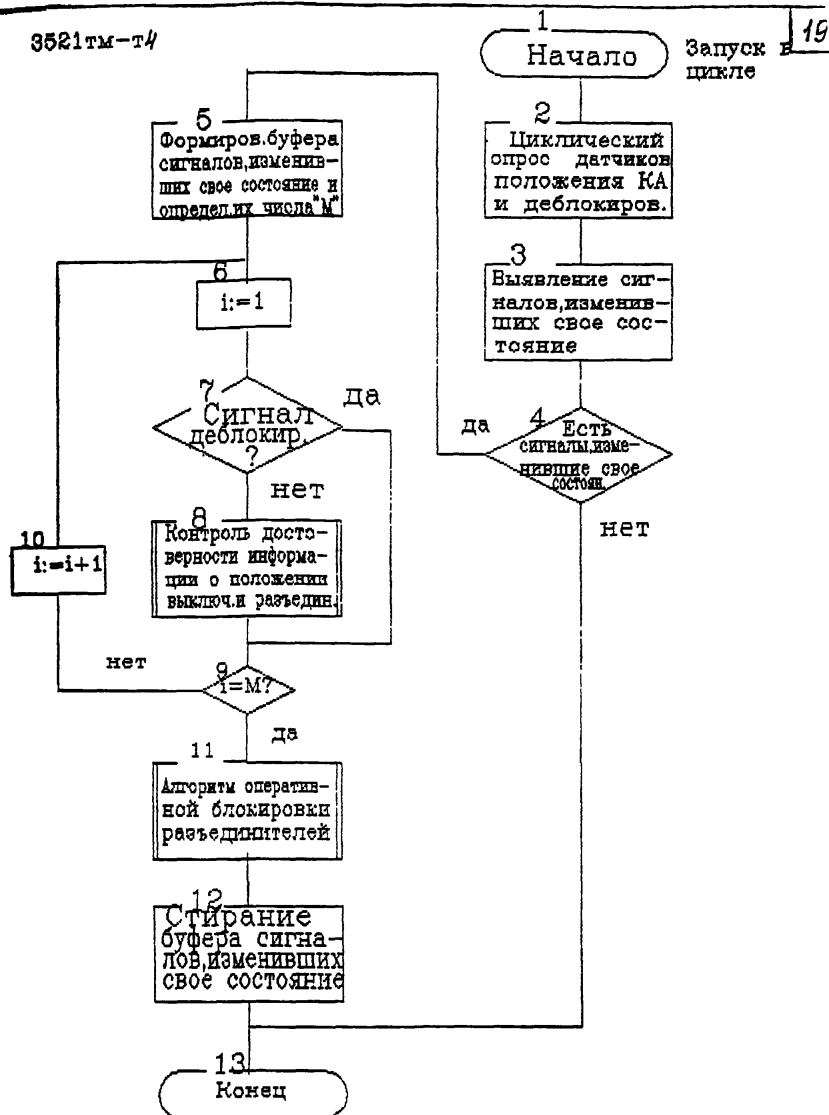 3521тм-т4
19
Запуск в
цикле
1
Начало
2
Циклический
опрос датчиков
положения КА
и деблокиров.
3
Выявление сиг-
налов,изменив-
ших свое сос-
тояние
4
Есть
сигналы,изме-
нившие свое
состоян.
да
нет
5
Формиров.буфера
сигналов,изменив-
ших свое состояние и
определ.их числа"М"
6
i:=1
7
Сигнал
деблокир.
?
да
нет
8
Контроль досто-
верности информа-
ции о положении
выключ.и разъедин.
9
i=М?
нет
да
10
i:=i+1
11
Алгоритм оператив-
ной блокировки
разъединителей
12
Стирание
буфера сигна-
лов,изменивших
свое состояние
13
Конец